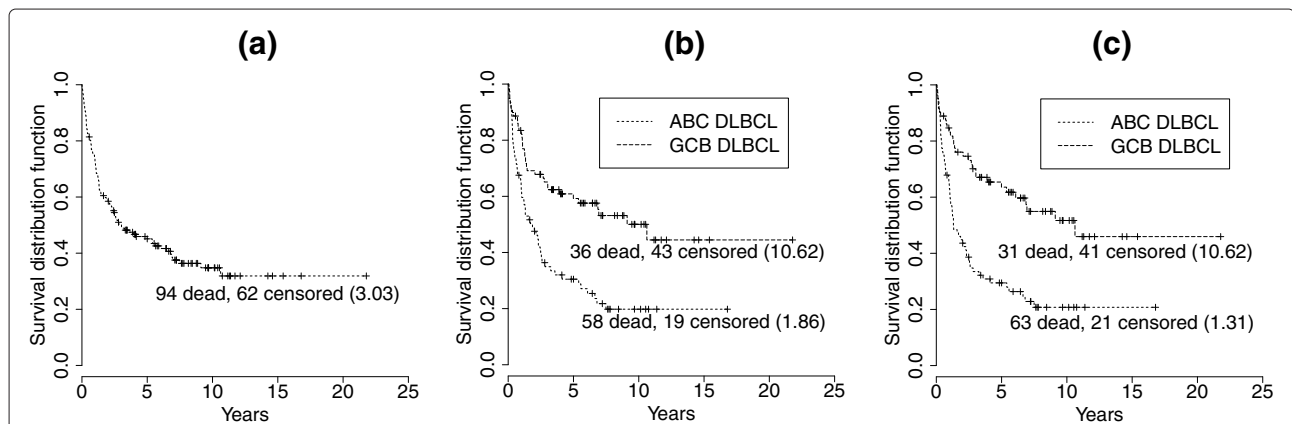 (a)
Survival distribution function
1.0
0.8
0.6
0.4
0.2
0.0
94 dead, 62 censored (3.03)
0 5 10 15 20 25
Years
(b)
Survival distribution function
1.0
0.8
0.6
0.4
0.2
0.0
ABC DLBCL
GCB DLBCL
36 dead, 43 censored (10.62)
58 dead, 19 censored (1.86)
0 5 10 15 20 25
Years
(c)
Survival distribution function
1.0
0.8
0.6
0.4
0.2
0.0
ABC DLBCL
GCB DLBCL
31 dead, 41 censored (10.62)
63 dead, 21 censored (1.31)
0 5 10 15 20 25
Years